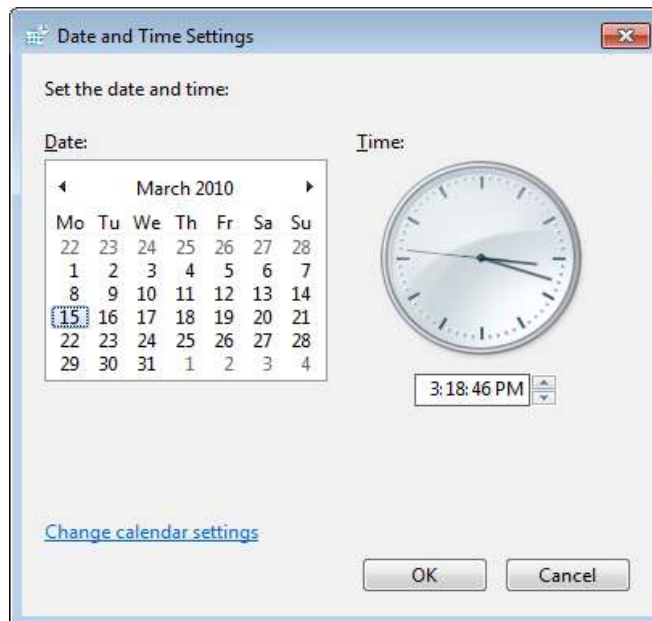 Date and Time Settings
Set the date and time:
Date:
Time:
March 2010
Mo Tu We Th Fr Sa Su
22 23 24 25 26 27 28
1 2 3 4 5 6 7
8 9 10 11 12 13 14
15 16 17 18 19 20 21
22 23 24 25 26 27 28
29 30 31 1 2 3 4
3:18:46 PM
Change calendar settings
OK Cancel